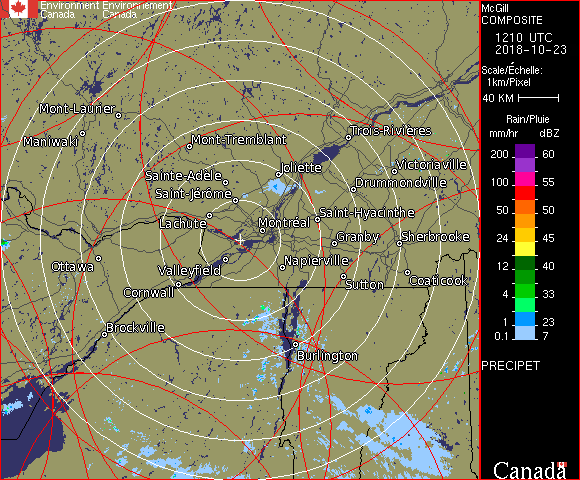 Environment Environnement
Canada Canada
McGill
COMPOSITE
1210 UTC
2018-10-23
Scale/Échelle:
1km/Pixel
40 KM
Rain/Pluie
mm/hr dBZ
200 60
100 55
50 50
24 45
12 40
4 33
1 23
0.1 7
PRECIPET
Canada
Mont-Laurier
Maniwaki
Mont-Tremblant
Trois-Rivières
Victoriaville
Joliette
Sainte-Adèle
Drummondville
Saint-Jérôme
Saint-Hyacinthe
Lachute
Montréal
Granby
Sherbrooke
Ottawa
Valleyfield
Napierville
Cornwall
Sutton
Coaticook
Brockville
Burlington